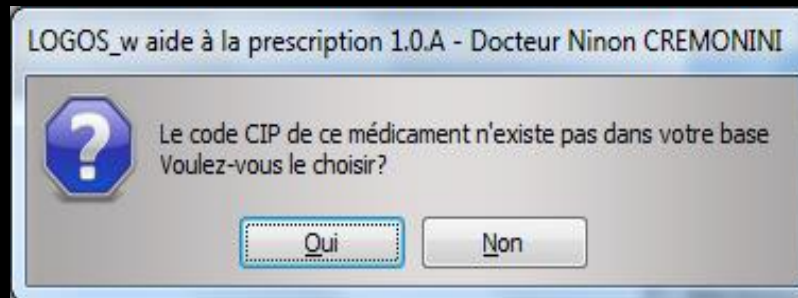 LOGOS_w aide à la prescription 1.0.A - Docteur Ninon CREMONINI
Le code CIP de ce médicament n'existe pas dans votre base
Voulez-vous le choisir?
Oui
Non